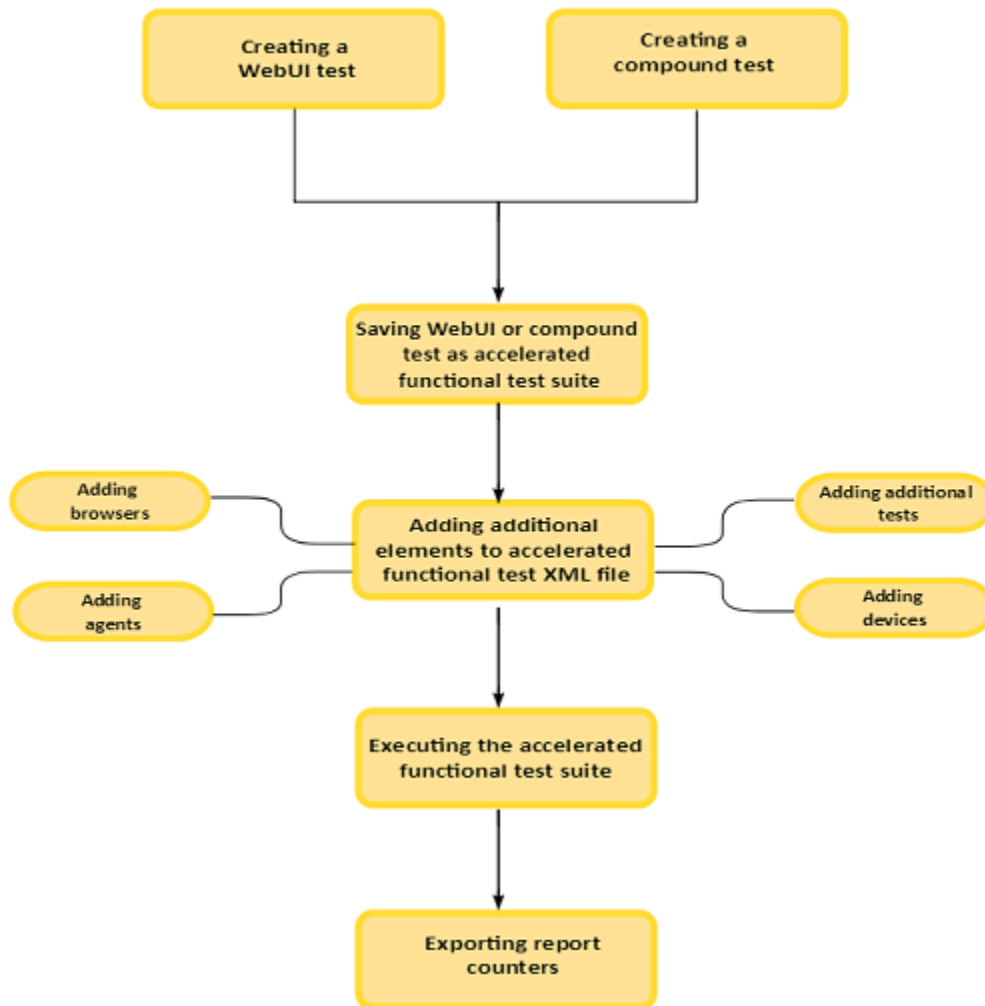 Creating a
WebUI test
Creating a
compound test
Saving WebUI or compound
test as accelerated
functional test suite
Adding
browsers
Adding additional
elements to accelerated
functional test XML file
Adding additional
tests
Adding
agents
Adding
devices
Executing the accelerated
functional test suite
Exporting report
counters